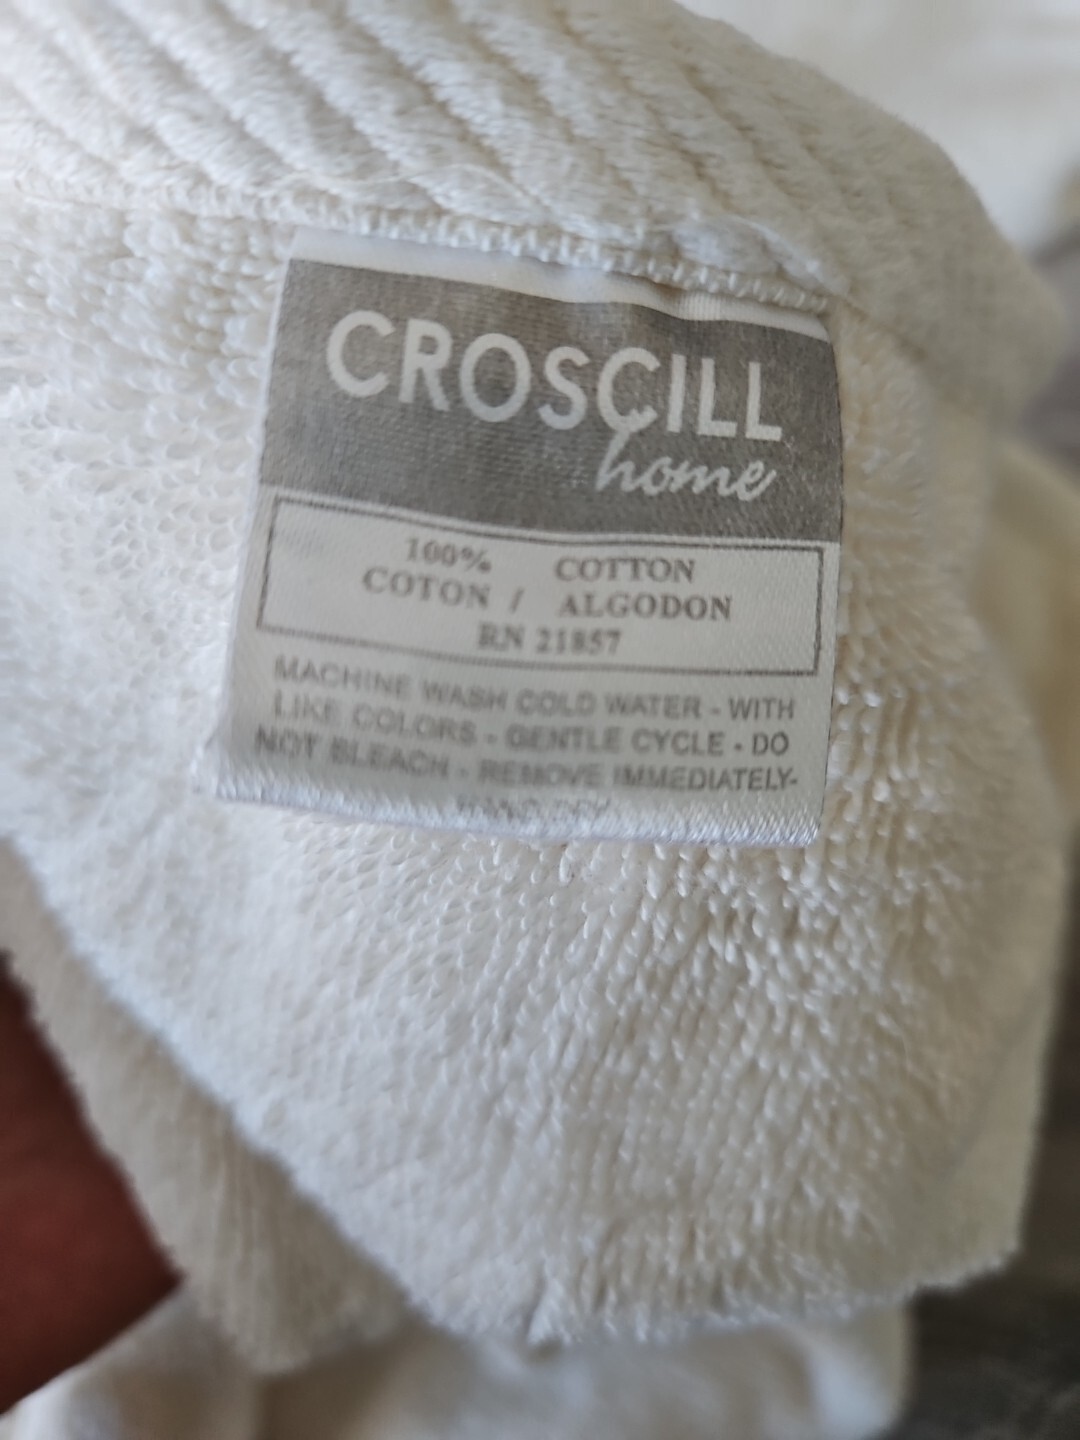 CROSCILL
home
100% COTTON
COTON / ALGODON
RN 21857
MACHINE WASH COLD WATER - WITH
LIKE COLORS - GENTLE CYCLE - DO
NOT BLEACH - REMOVE IMMEDIATELY-